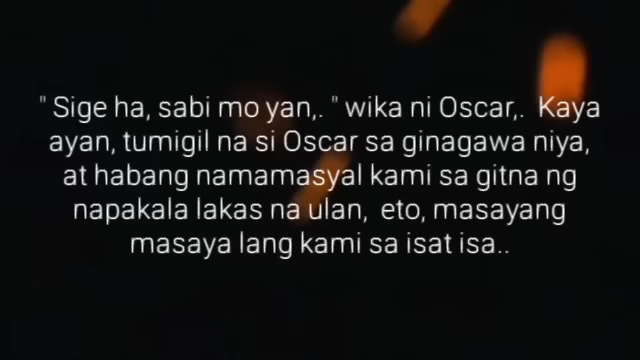 " Sige ha, sabi mo yan,. " wika ni Oscar,.  Kaya
ayan, tumigil na si Oscar sa ginagawa niya,
at habang namamasyal kami sa gitna ng
napakala lakas na ulan,  eto, masayang
masaya lang kami sa isat isa..